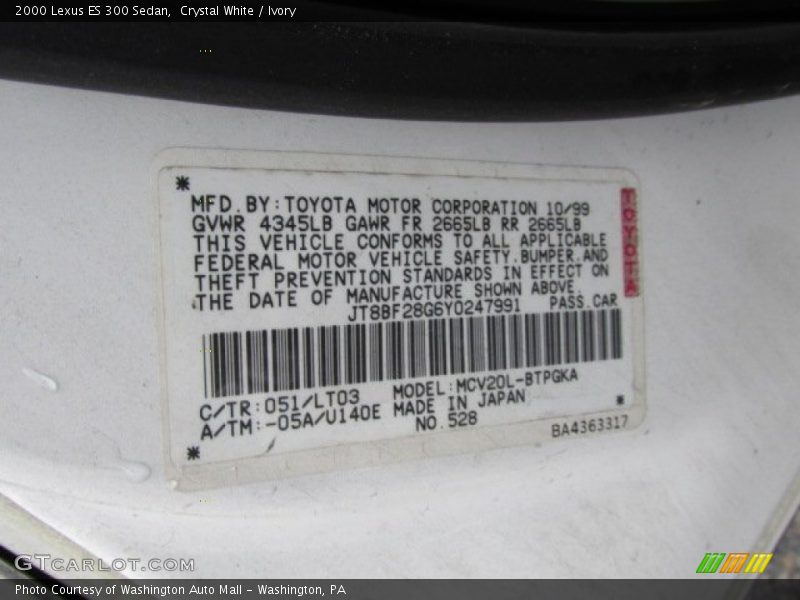 2000 Lexus ES 300 Sedan, Crystal White / Ivory
MFD. BY: TOYOTA MOTOR CORPORATION 10/99
GVWR 4345LB GAWR FR 2665LB RR 2665LB
THIS VEHICLE CONFORMS TO ALL APPLICABLE
FEDERAL MOTOR VEHICLE SAFETY, BUMPER, AND
THEFT PREVENTION STANDARDS IN EFFECT ON
THE DATE OF MANUFACTURE SHOWN ABOVE.
JT8BF28G6Y0247991 PASS. CAR
TOYOTA
C/TR: 051/LT03 MODEL: MCV20L-BTPGKA
A/TM: -05A/U140E MADE IN JAPAN
NO. 528
BA4363317
GTCarLot.com
Photo Courtesy of Washington Auto Mall - Washington, PA